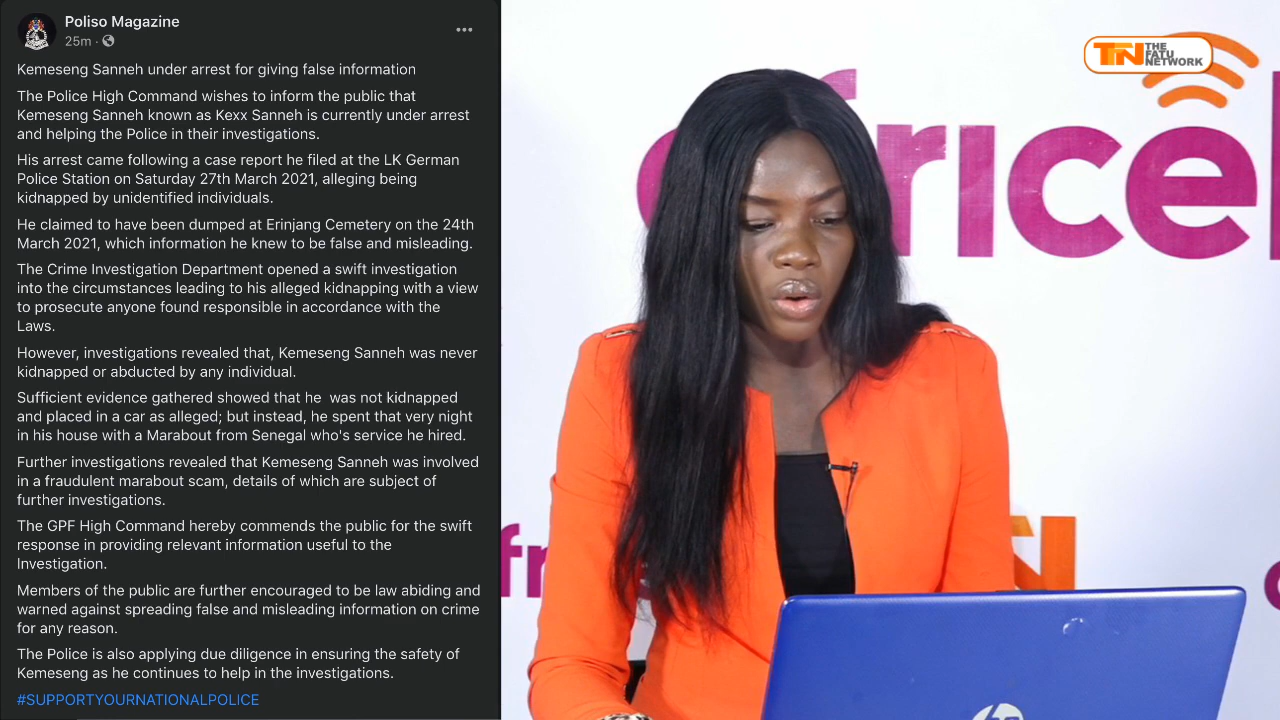 Poliso Magazine
25m ·
Kemeseng Sanneh under arrest for giving false information
The Police High Command wishes to inform the public that
Kemeseng Sanneh known as Kexx Sanneh is currently under arrest
and helping the Police in their investigations.
His arrest came following a case report he filed at the LK German
Police Station on Saturday 27th March 2021, alleging being
kidnapped by unidentified individuals.
He claimed to have been dumped at Erinjang Cemetery on the 24th
March 2021, which information he knew to be false and misleading.
The Crime Investigation Department opened a swift investigation
into the circumstances leading to his alleged kidnapping with a view
to prosecute anyone found responsible in accordance with the
Laws.
However, investigations revealed that, Kemeseng Sanneh was never
kidnapped or abducted by any individual.
Sufficient evidence gathered showed that he  was not kidnapped
and placed in a car as alleged; but instead, he spent that very night
in his house with a Marabout from Senegal who's service he hired.
Further investigations revealed that Kemeseng Sanneh was involved
in a fraudulent marabout scam, details of which are subject of
further investigations.
The GPF High Command hereby commends the public for the swift
response in providing relevant information useful to the
Investigation.
Members of the public are further encouraged to be law abiding and
warned against spreading false and misleading information on crime
for any reason.
The Police is also applying due diligence in ensuring the safety of
Kemeseng as he continues to help in the investigations.
#SUPPORTYOURNATIONALPOLICE
TFN THE
FATU
NETWORK
africel
fr
hp